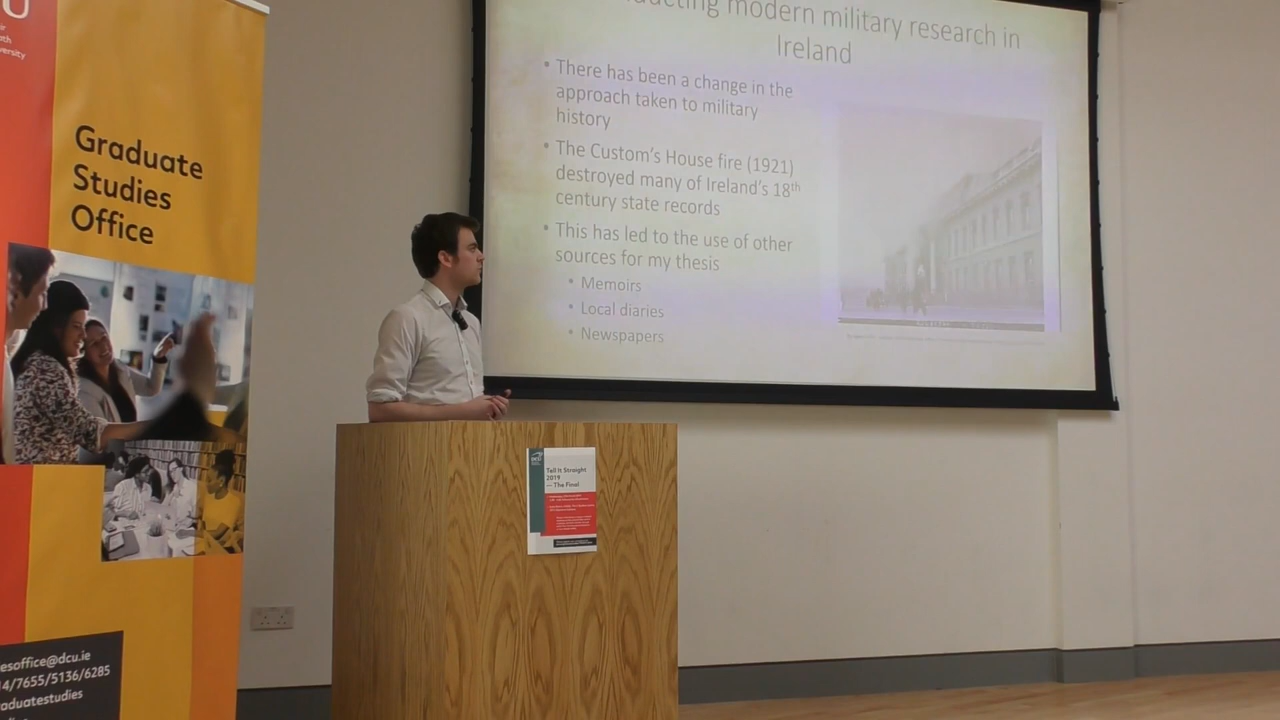 U
versity
Graduate
Studies
Office
esoffice@dcu.ie
14/7655/5136/6285
aduatestudies
ducting modern military research in
Ireland
• There has been a change in the
approach taken to military
history
• The Custom's House fire (1921)
destroyed many of Ireland's 18th
century state records
• This has led to the use of other
sources for my thesis
• Memoirs
• Local diaries
• Newspapers
Tell It Straight
2019
— The Final